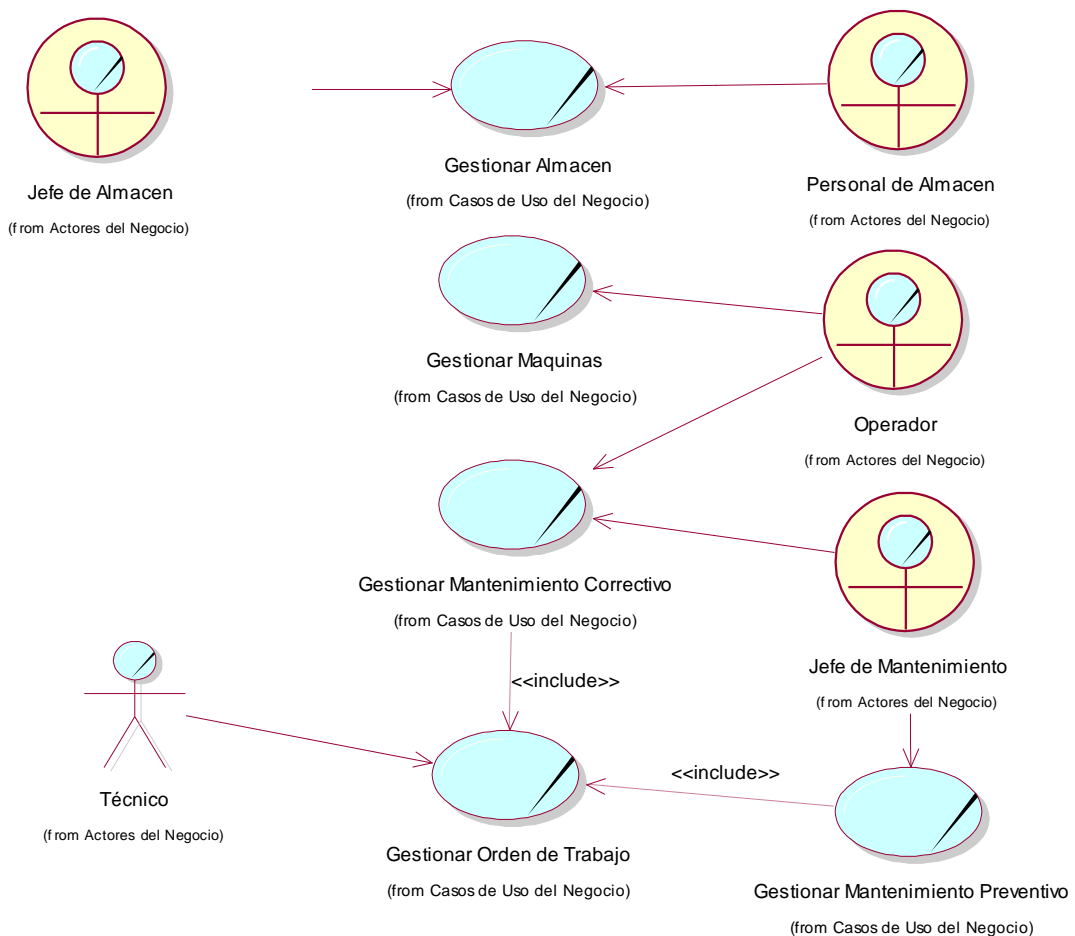 Jefe de Almacen
(from Actores del Negocio)
Gestionar Almacen
(from Casos de Uso del Negocio)
Personal de Almacen
(from Actores del Negocio)
Gestionar Maquinas
(from Casos de Uso del Negocio)
Operador
(from Actores del Negocio)
Gestionar Mantenimiento Correctivo
(from Casos de Uso del Negocio)
Jefe de Mantenimiento
(from Actores del Negocio)
<<include>>
Técnico
(from Actores del Negocio)
<<include>>
Gestionar Orden de Trabajo
(from Casos de Uso del Negocio)
Gestionar Mantenimiento Preventivo
(from Casos de Uso del Negocio)